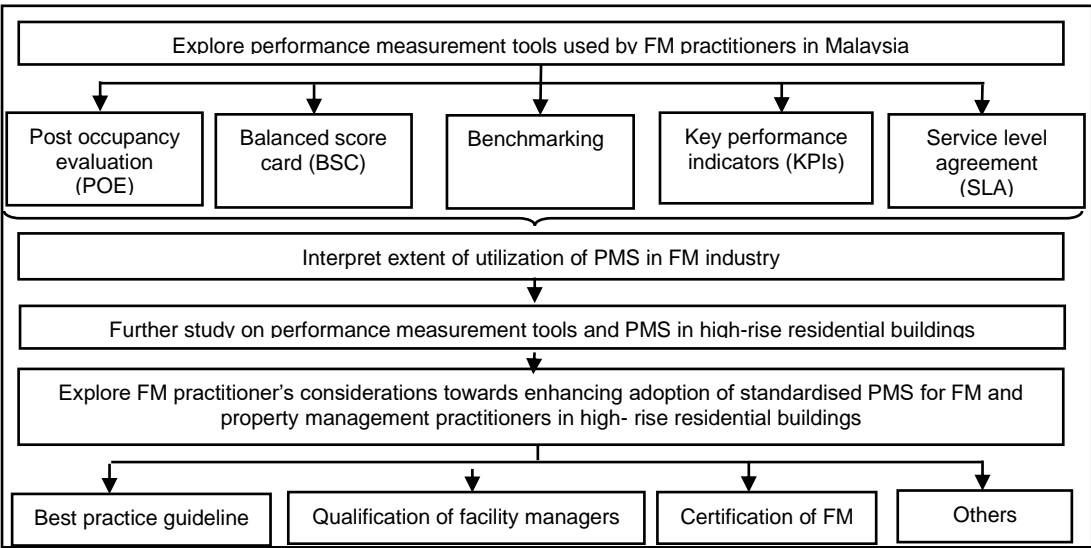 Explore performance measurement tools used by FM practitioners in Malaysia
Post occupancy
evaluation
(POE)
Balanced score
card (BSC)
Benchmarking
Key performance
indicators (KPIs)
Service level
agreement
(SLA)
Interpret extent of utilization of PMS in FM industry
Further study on performance measurement tools and PMS in high-rise residential buildings
Explore FM practitioner's considerations towards enhancing adoption of standardised PMS for FM and
property management practitioners in high- rise residential buildings
Best practice guideline
Qualification of facility managers
Certification of FM
Others